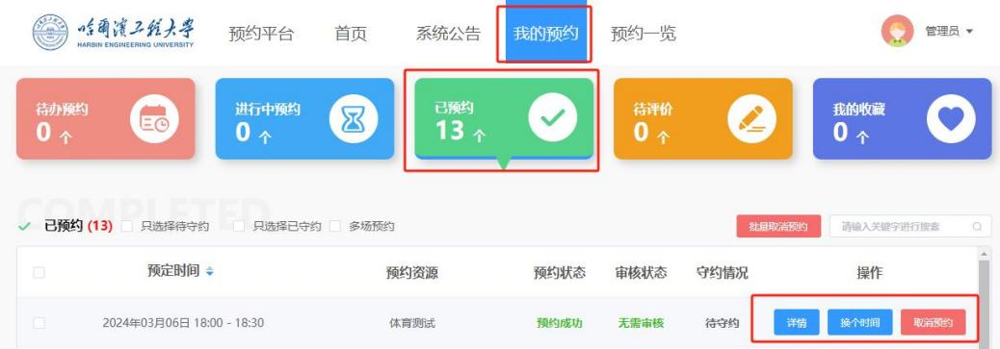 哈尔滨工程大学 预约平台 首页 系统公告 我的预约 预约一览 管理员
HARBIN ENGINEERING UNIVERSITY
待办预约 进行中预约 已预约 待评价 我的收藏
0 个 0 个 13 个 0 个 0 个
COMPLETED
已预约 (13) 只选择待守约 只选择已守约 多场预约 批量取消预约 请输入关键字进行搜索
预定时间 预约资源 预约状态 审核状态 守约情况 操作
2024年03月06日 18:00 - 18:30 体育测试 预约成功 无需审核 待守约 详情 换个时间 取消预约